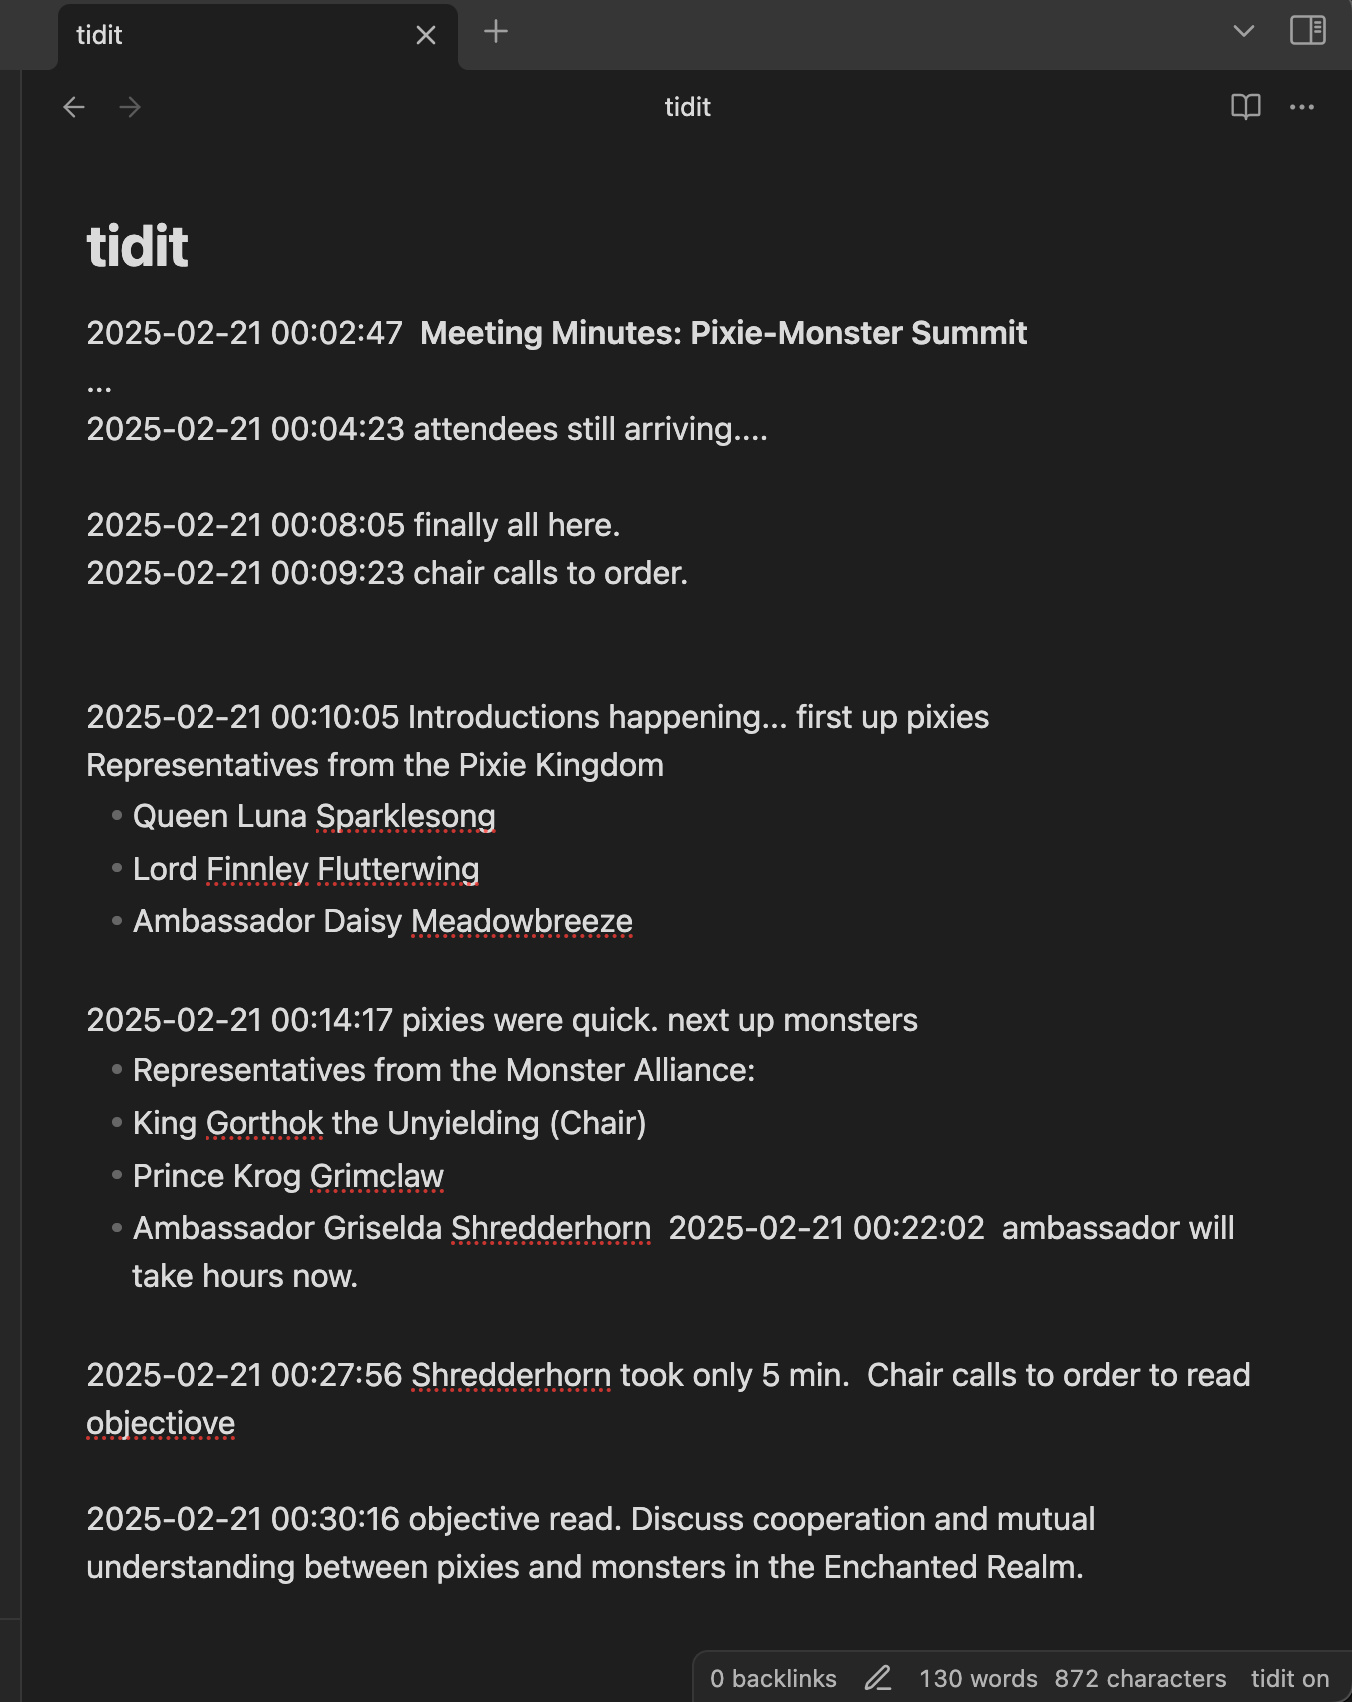 tidit
tidit
tidit
2025-02-21 00:02:47  Meeting Minutes: Pixie-Monster Summit
...
2025-02-21 00:04:23 attendees still arriving....
2025-02-21 00:08:05 finally all here.
2025-02-21 00:09:23 chair calls to order.
2025-02-21 00:10:05 Introductions happening... first up pixies
Representatives from the Pixie Kingdom
• Queen Luna Sparklesong
• Lord Finnley Flutterwing
• Ambassador Daisy Meadowbreeze
2025-02-21 00:14:17 pixies were quick. next up monsters
• Representatives from the Monster Alliance:
• King Gorthok the Unyielding (Chair)
• Prince Krog Grimclaw
• Ambassador Griselda Shredderhorn  2025-02-21 00:22:02  ambassador will
take hours now.
2025-02-21 00:27:56 Shredderhorn took only 5 min.  Chair calls to order to read
objectiove
2025-02-21 00:30:16 objective read. Discuss cooperation and mutual
understanding between pixies and monsters in the Enchanted Realm.
0 backlinks 130 words 872 characters tidit on